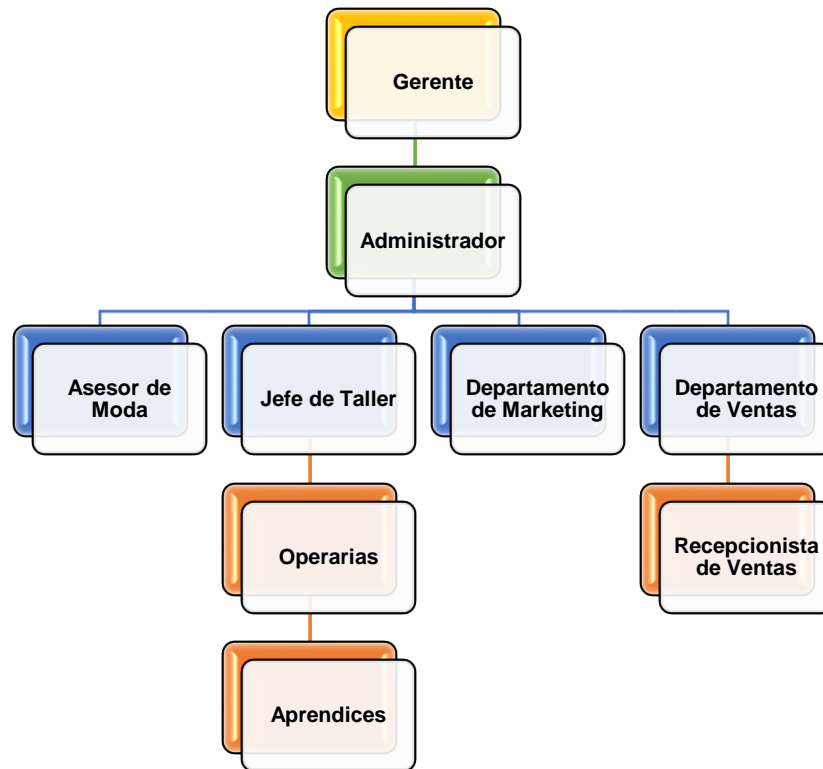 Gerente
Administrador
Asesor de
Moda
Jefe de Taller
Departamento
de Marketing
Departamento
de Ventas
Operarias
Recepcionista
de Ventas
Aprendices